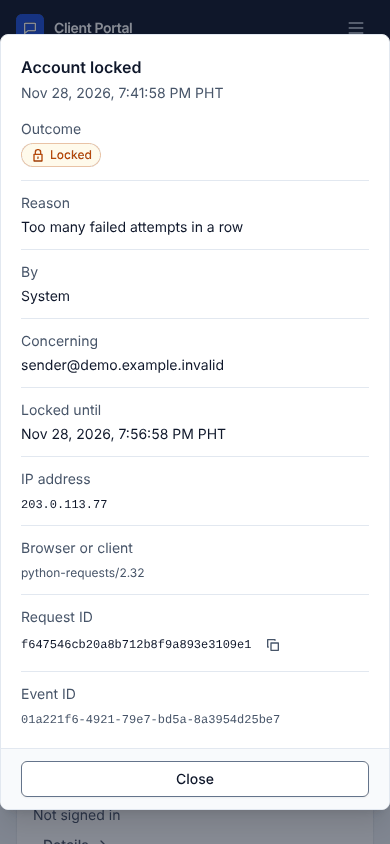 Client Portal
Account locked
Nov 28, 2026, 7:41:58 PM PHT
Outcome
Locked
Reason
Too many failed attempts in a row
By
System
Concerning
sender@demo.example.invalid
Locked until
Nov 28, 2026, 7:56:58 PM PHT
IP address
203.0.113.77
Browser or client
python-requests/2.32
Request ID
f647546cb20a8b712b8f9a893e3109e1
Event ID
01a221f6-4921-79e7-bd5a-8a3954d25be7
Close
Not signed in
Details